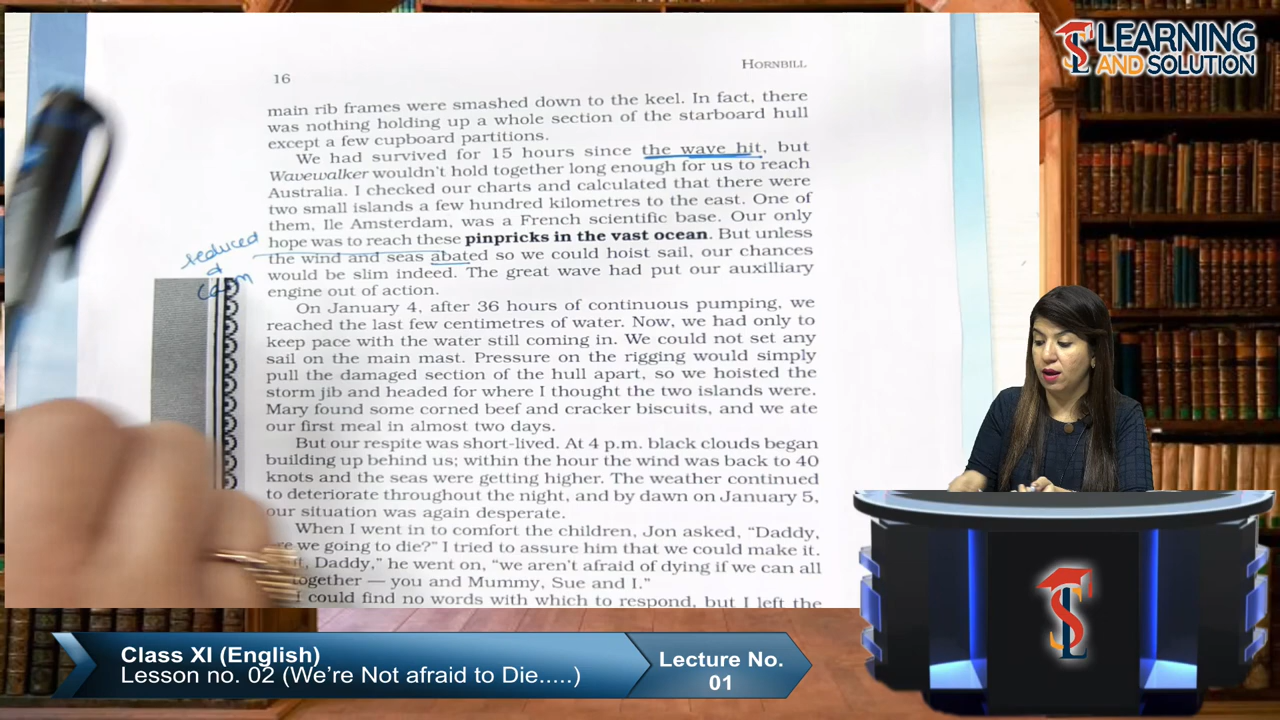 LEARNING
AND SOLUTION
16
HORNBILL
main rib frames were smashed down to the keel. In fact, there
was nothing holding up a whole section of the starboard hull
except a few cupboard partitions.
We had survived for 15 hours since the wave hit, but
Wavewalker wouldn't hold together long enough for us to reach
Australia. I checked our charts and calculated that there were
two small islands a few hundred kilometres to the east. One of
them, Ile Amsterdam, was a French scientific base. Our only
hope was to reach these pinpricks in the vast ocean. But unless
the wind and seas abated so we could hoist sail, our chances
would be slim indeed. The great wave had put our auxilliary
engine out of action.
reduced
&
calm
On January 4, after 36 hours of continuous pumping, we
reached the last few centimetres of water. Now, we had only to
keep pace with the water still coming in. We could not set any
sail on the main mast. Pressure on the rigging would simply
pull the damaged section of the hull apart, so we hoisted the
storm jib and headed for where I thought the two islands were.
Mary found some corned beef and cracker biscuits, and we ate
our first meal in almost two days.
But our respite was short-lived. At 4 p.m. black clouds began
building up behind us; within the hour the wind was back to 40
knots and the seas were getting higher. The weather continued
to deteriorate throughout the night, and by dawn on January 5,
our situation was again desperate.
When I went in to comfort the children, Jon asked, "Daddy,
we going to die?" I tried to assure him that we could make it.
Daddy," he went on, "we aren't afraid of dying if we can all
together — you and Mummy, Sue and I."
I could find no words with which to respond, but I left the
Class XI (English)
Lesson no. 02 (We're Not afraid to Die.....)
Lecture No.
01